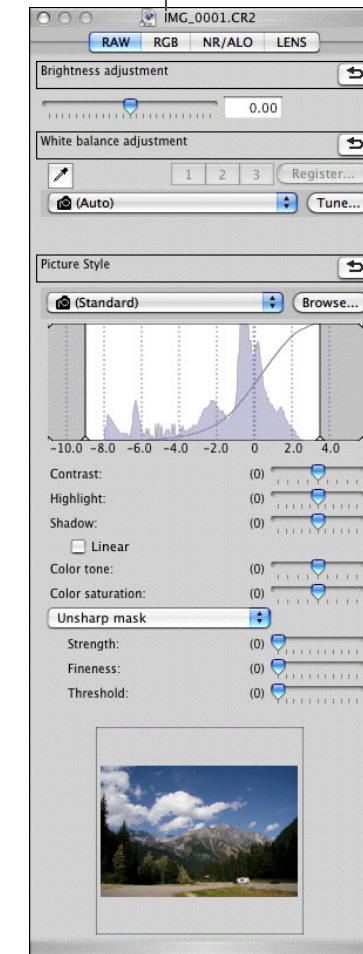 IMG_0001.CR2
RAW RGB NR/ALO LENS
Brightness adjustment
0.00
White balance adjustment
1 2 3 Register...
(Auto) Tune...
Picture Style
(Standard) Browse...
-10.0 -8.0 -6.0 -4.0 -2.0 0 2.0 4.0
Contrast: (0)
Highlight: (0)
Shadow: (0)
Linear
Color tone: (0)
Color saturation: (0)
Unsharp mask
Strength: (0)
Fineness: (0)
Threshold: (0)